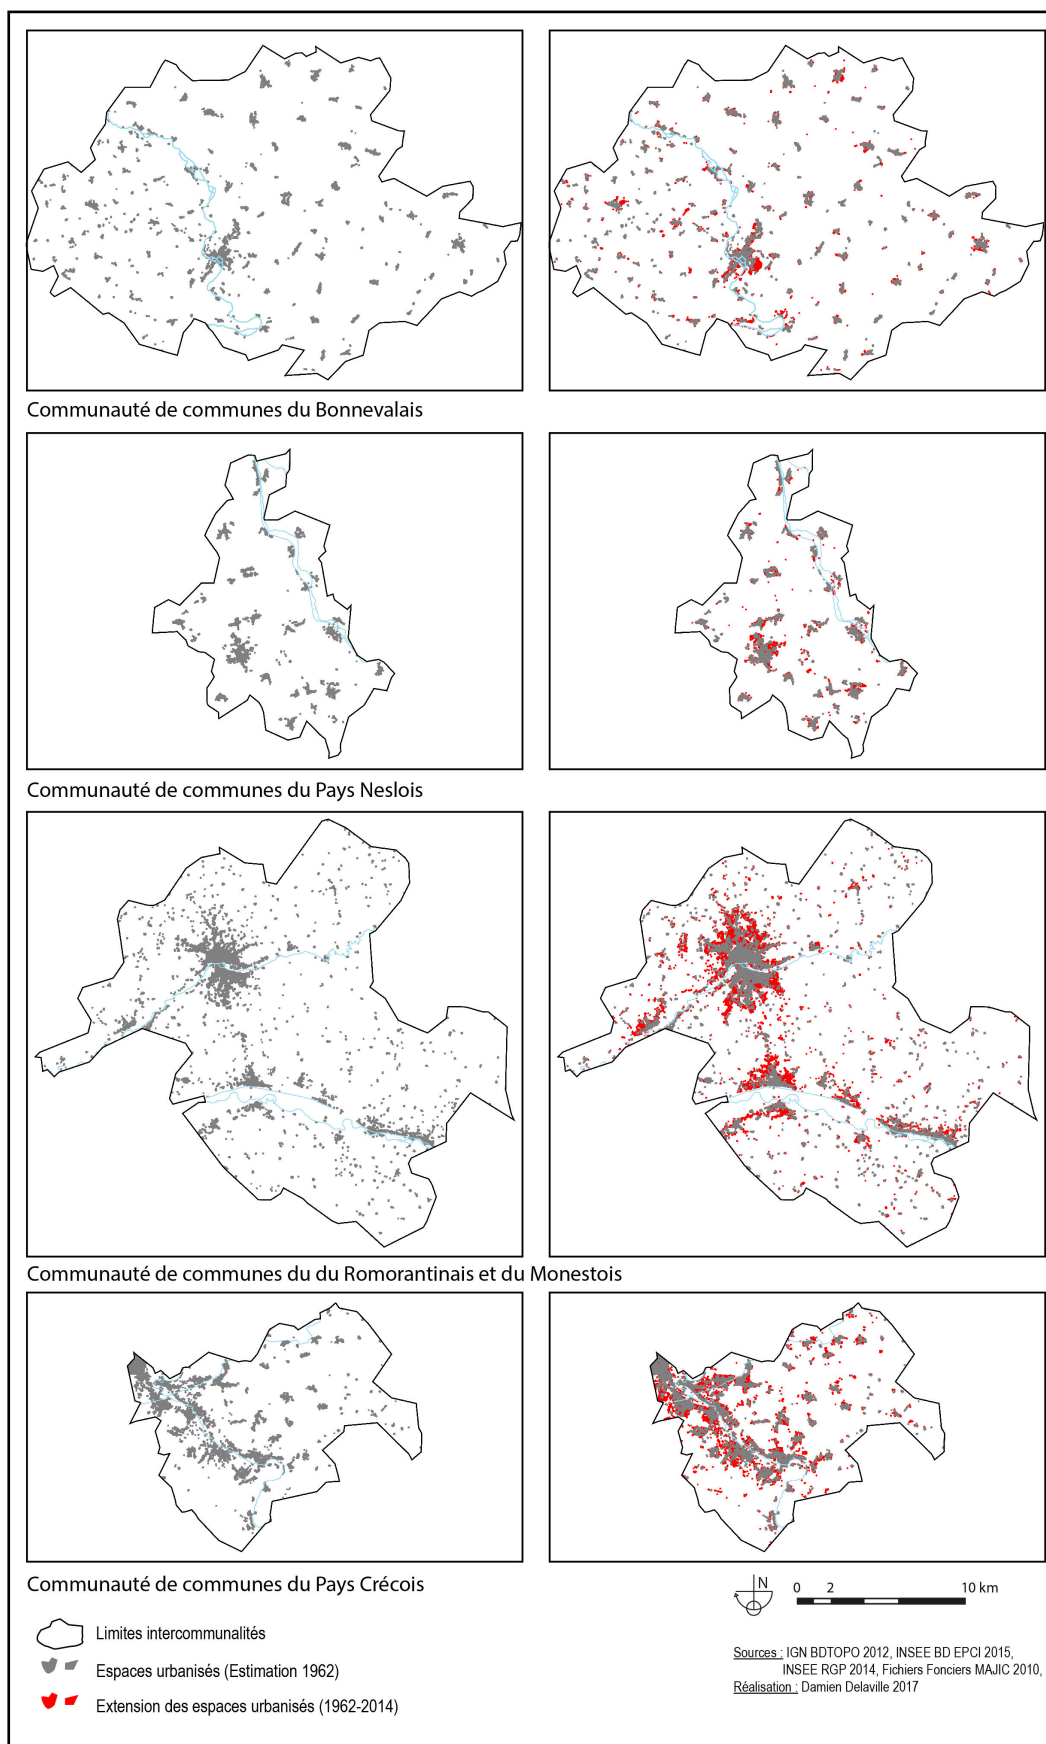 Communauté de communes du Bonnevalais
Communauté de communes du Pays Neslois
Communauté de communes du du Romorantinais et du Monestois
Communauté de communes du Pays Crécois
Limites intercommunalités
Espaces urbanisés (Estimation 1962)
Extension des espaces urbanisés (1962-2014)
N
0 2 10 km
Sources : IGN BDTOPO 2012, INSEE BD EPCI 2015,
INSEE RGP 2014, Fichiers Fonciers MAJIC 2010,
Réalisation : Damien Delaville 2017